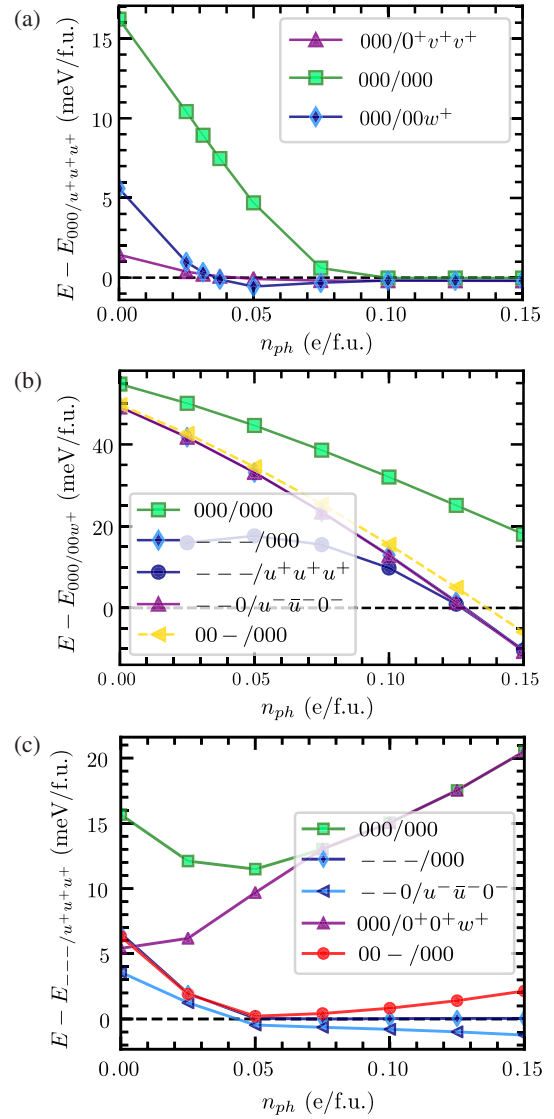 (a)
E − E₀₀₀/u⁺u⁺u⁺ (meV/f.u.)
15
10
5
0
000/0⁺v⁺v⁺
000/000
000/00w⁺
0.00 0.05 0.10 0.15
nₚₕ (e/f.u.)
(b)
E − E₀₀₀/₀₀w⁺ (meV/f.u.)
40
20
0
000/000
− − −/000
− − −/u⁺u⁺u⁺
− − 0/u⁻ū⁻0⁻
00 − /000
0.00 0.05 0.10 0.15
nₚₕ (e/f.u.)
(c)
E − E₋₋₋/u⁺u⁺u⁺ (meV/f.u.)
20
15
10
5
0
000/000
− − −/000
− − 0/u⁻ū⁻0⁻
000/0⁺0⁺w⁺
00 − /000
0.00 0.05 0.10 0.15
nₚₕ (e/f.u.)